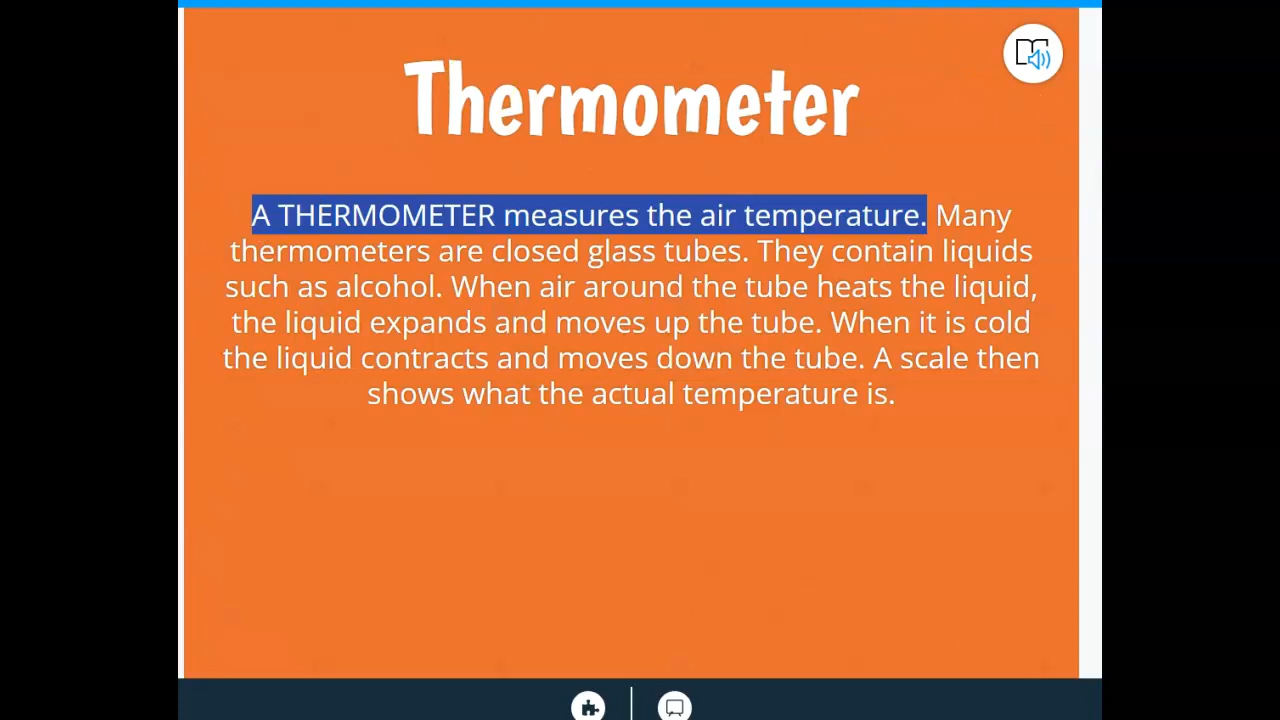 Thermometer
A THERMOMETER measures the air temperature. Many
thermometers are closed glass tubes. They contain liquids
such as alcohol. When air around the tube heats the liquid,
the liquid expands and moves up the tube. When it is cold
the liquid contracts and moves down the tube. A scale then
shows what the actual temperature is.